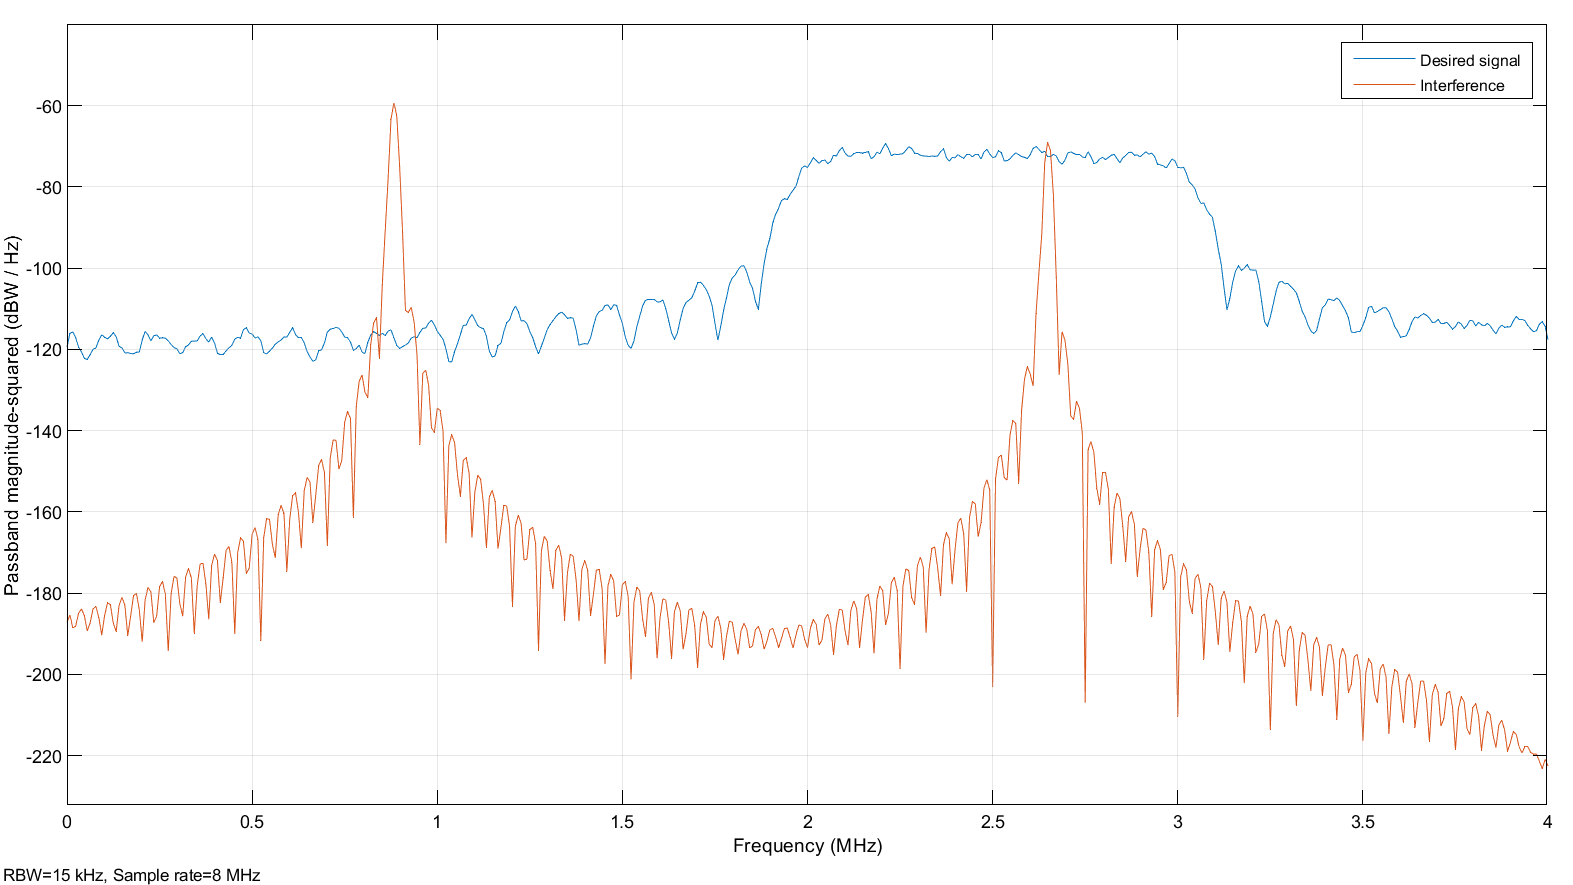 Desired signal
Interference
Passband magnitude-squared (dBW / Hz)
-60
-80
-100
-120
-140
-160
-180
-200
-220
0 0.5 1 1.5 2 2.5 3 3.5 4
Frequency (MHz)
RBW=15 kHz, Sample rate=8 MHz